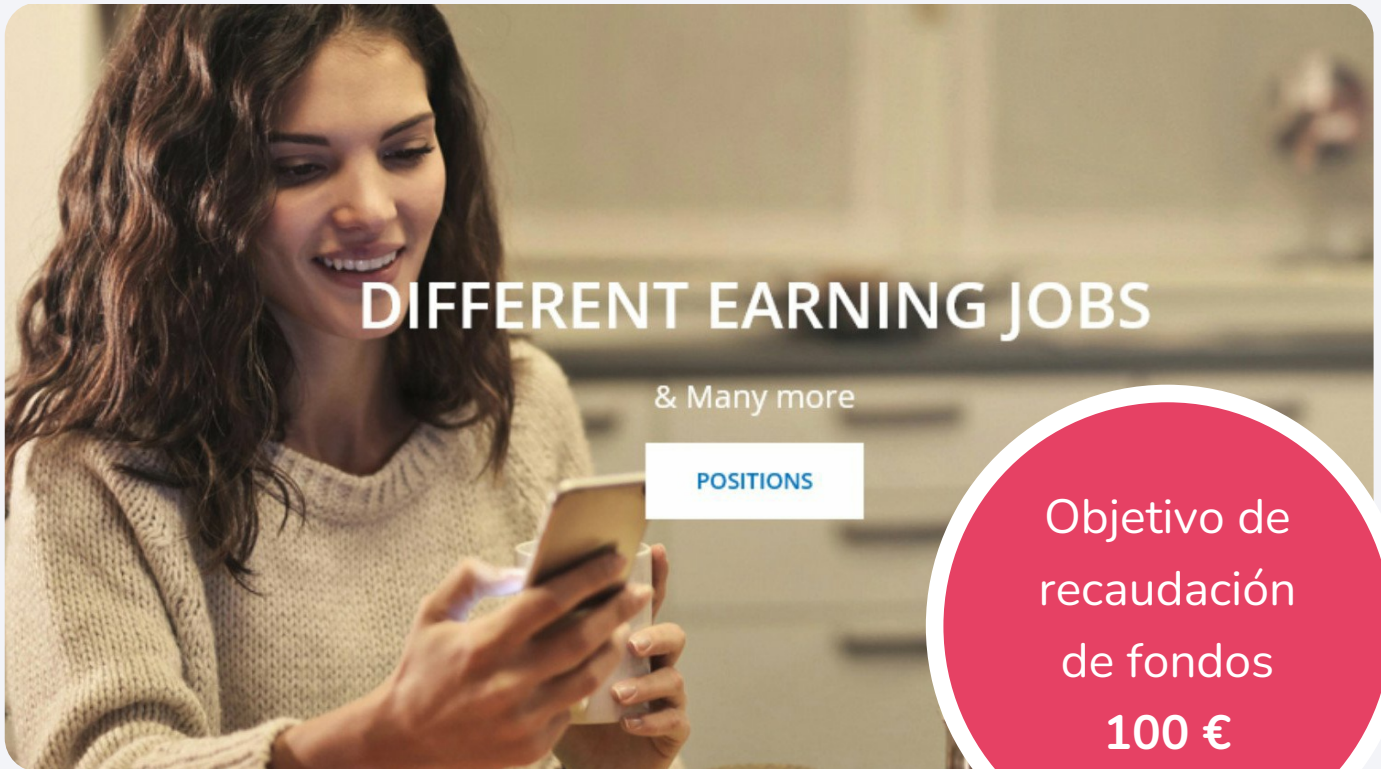 DIFFERENT EARNING JOBS
& Many more
POSITIONS
Objetivo de
recaudación
de fondos
100 €